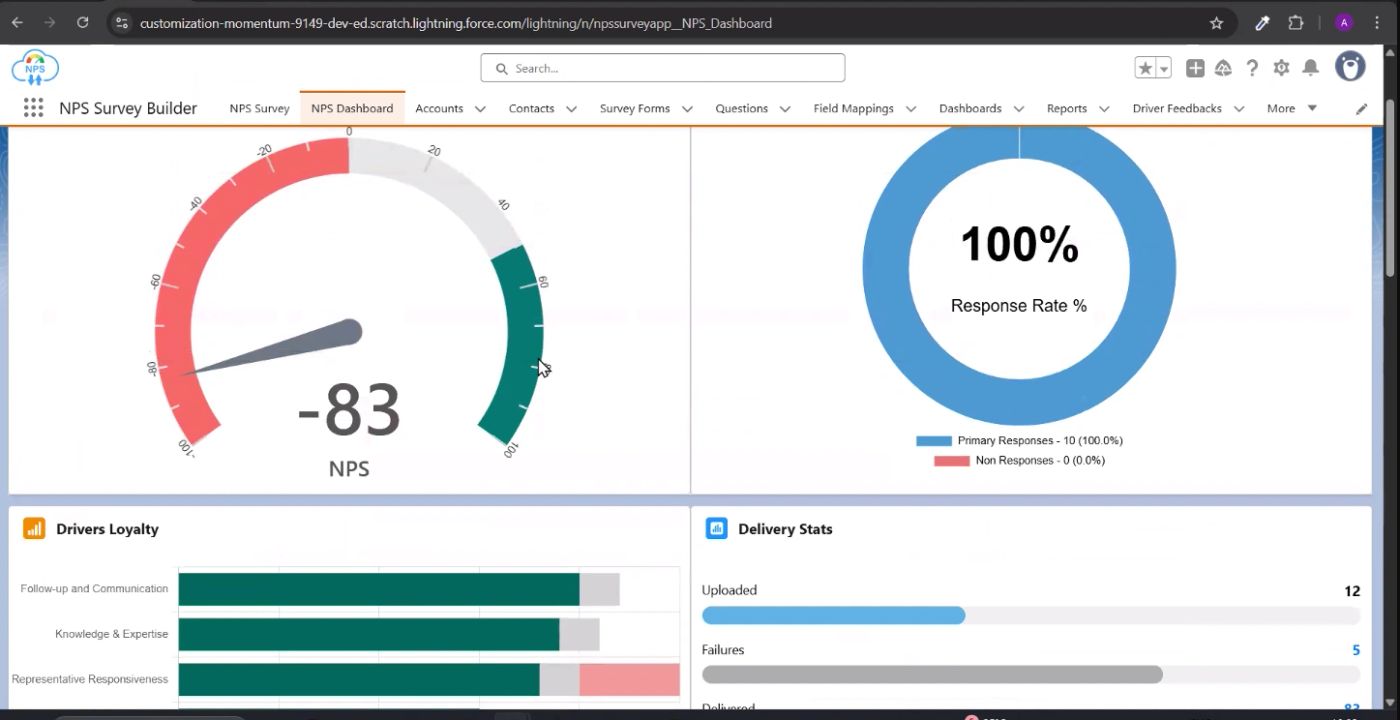 customization-momentum-9149-dev-ed.scratch.lightning.force.com/lightning/n/npssurveyapp__NPS_Dashboard
A
NPS
Search...
NPS Survey Builder
NPS Survey
NPS Dashboard
Accounts
Contacts
Survey Forms
Questions
Field Mappings
Dashboards
Reports
Driver Feedbacks
More
-100
-80
-60
-40
-20
0
20
40
60
100
-83
NPS
100%
Response Rate %
Primary Responses - 10 (100.0%)
Non Responses - 0 (0.0%)
Drivers Loyalty
Follow-up and Communication
Knowledge & Expertise
Representative Responsiveness
Delivery Stats
Uploaded 12
Failures 5
Delivered 83